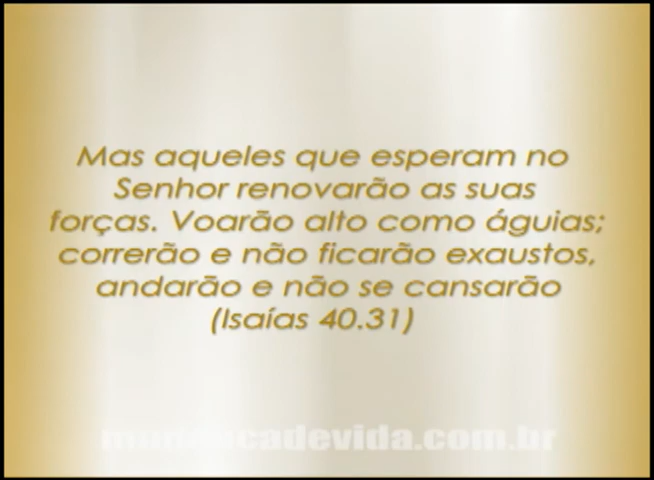 Mas aqueles que esperam no
Senhor renovarão as suas
forças. Voarão alto como águias;
correrão e não ficarão exaustos,
andarão e não se cansarão
(Isaías 40.31)